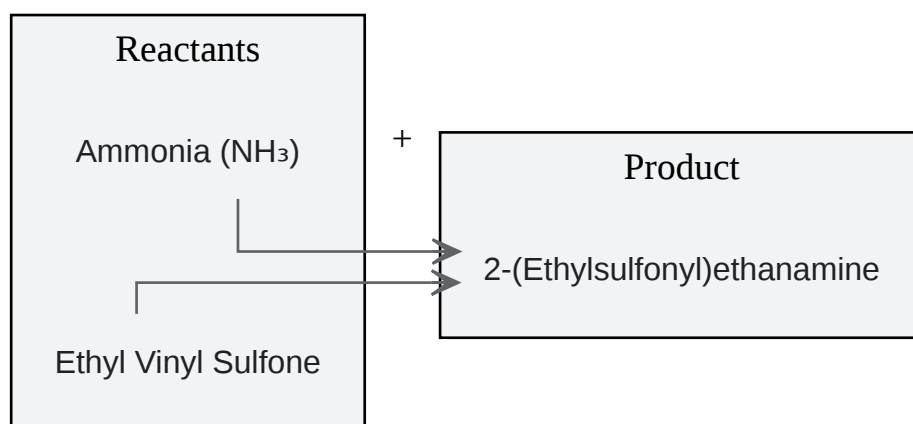 Reactants
Ammonia (NH₃)
Ethyl Vinyl Sulfone
+
Product
2-(Ethylsulfonyl)ethanamine